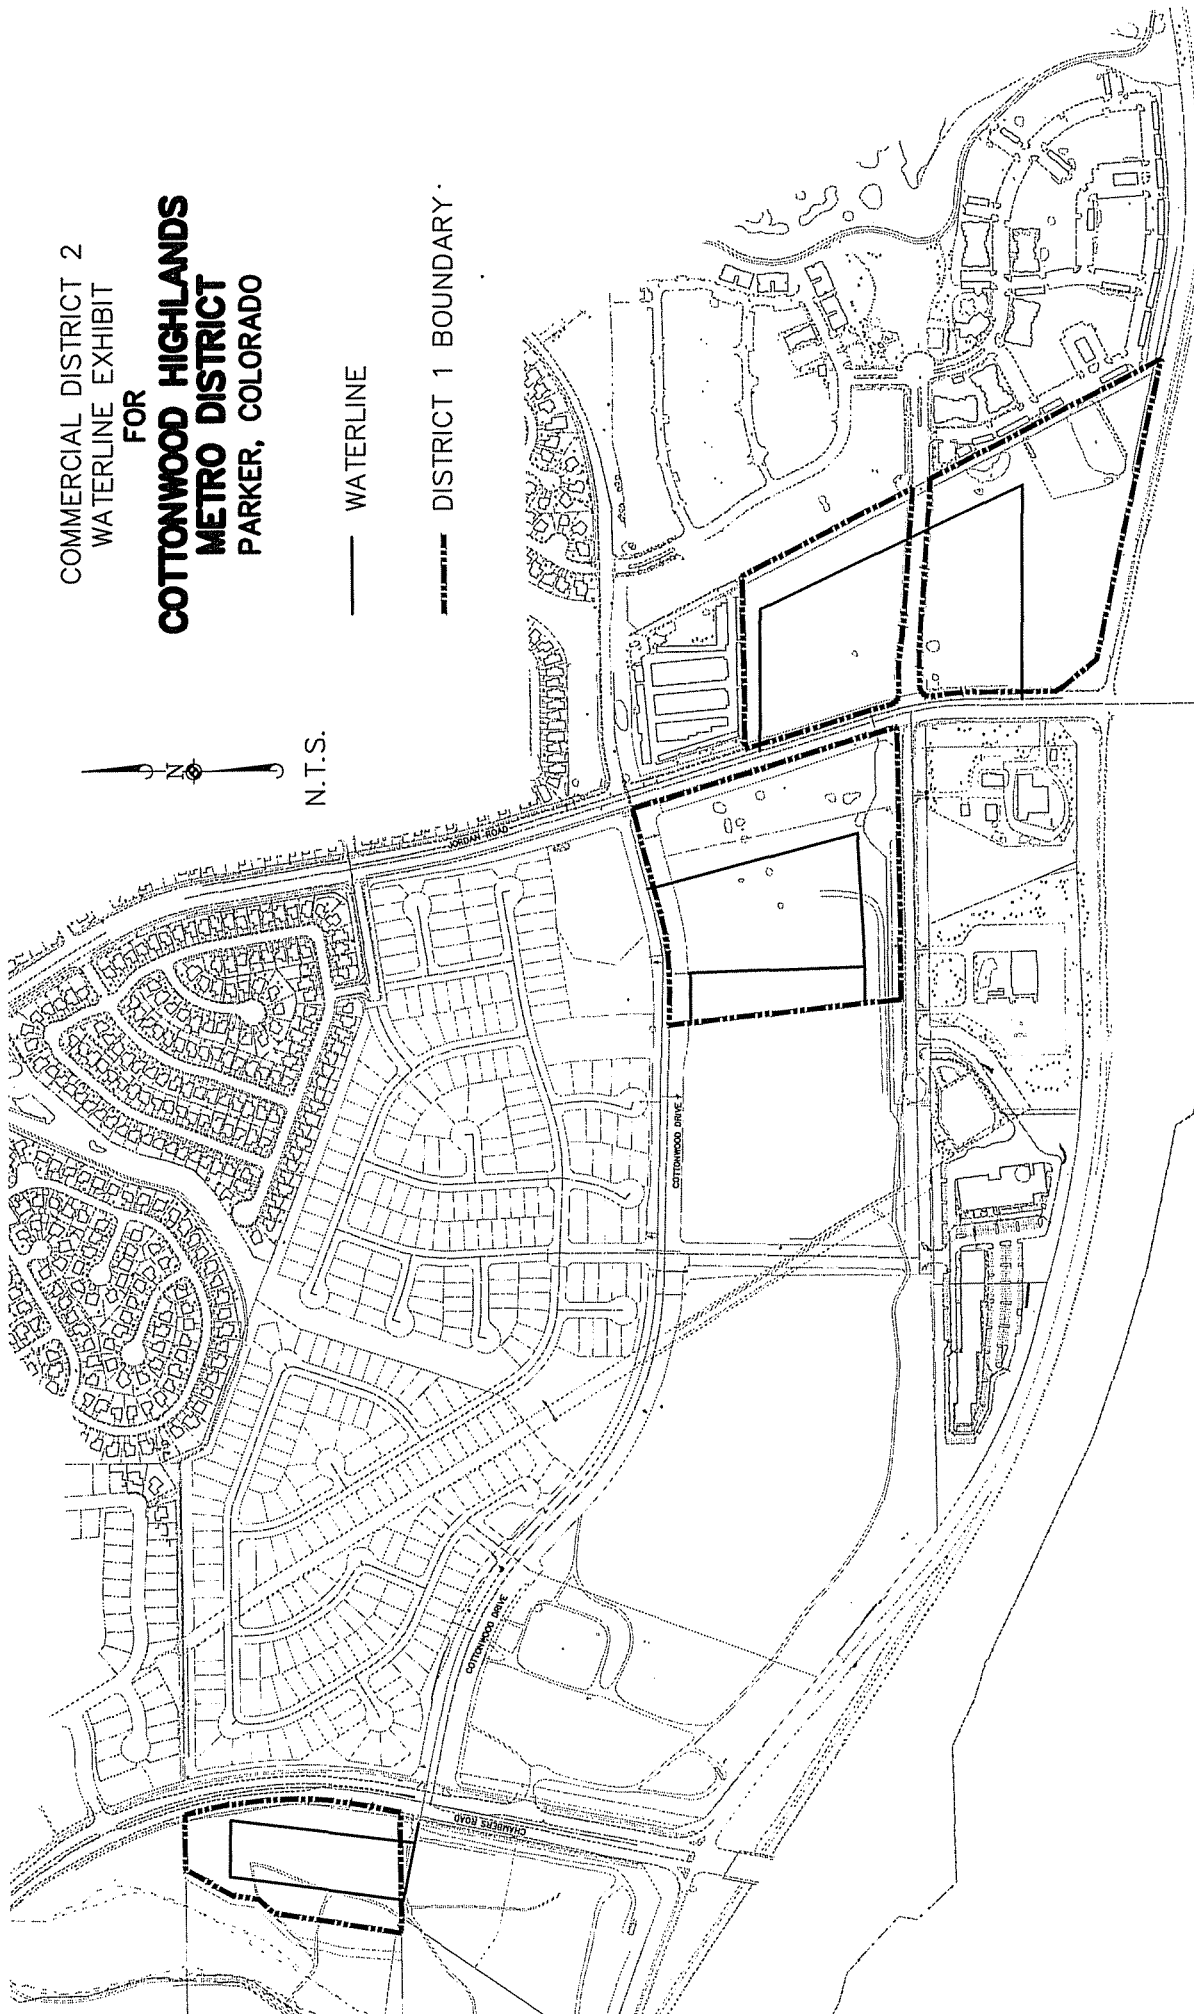 COMMERCIAL DISTRICT 2
WATERLINE EXHIBIT
FOR
COTTONWOOD HIGHLANDS
METRO DISTRICT
PARKER, COLORADO
N
N.T.S.
WATERLINE
DISTRICT 1 BOUNDARY
JORDAN ROAD
COTTONWOOD DRIVE
COTTONWOOD DRIVE
CHAMBERS ROAD